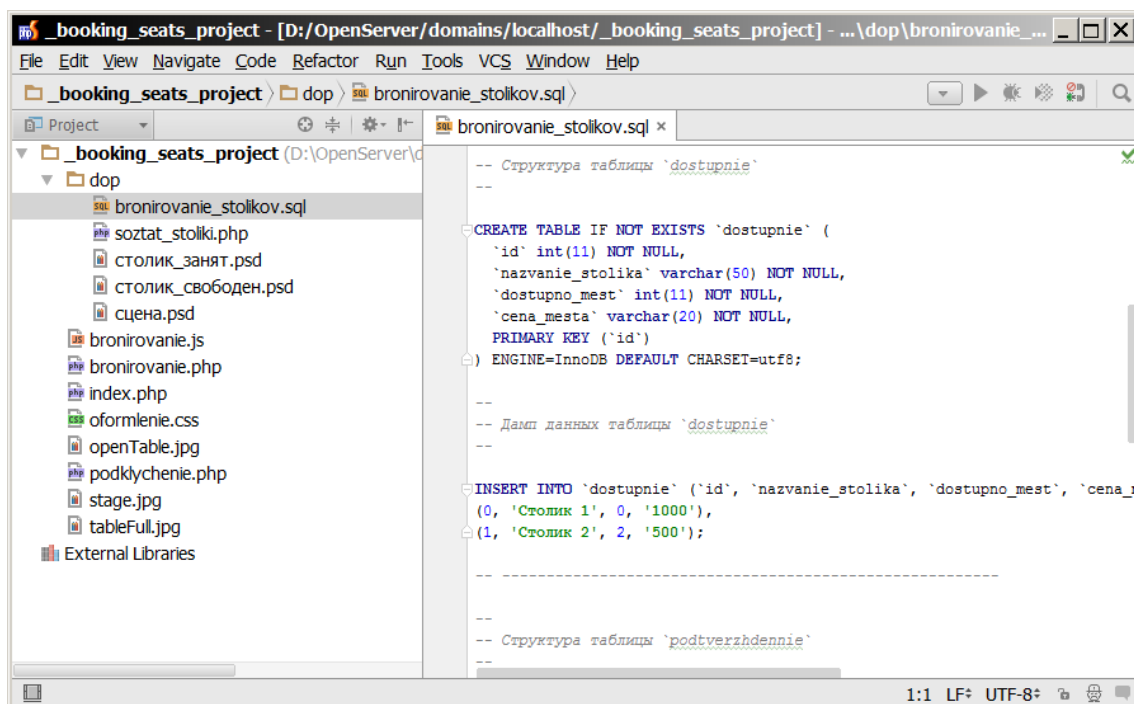 _booking_seats_project - [D:/OpenServer/domains/localhost/_booking_seats_project] - ...\dop\bronirovanie_...
File Edit View Navigate Code Refactor Run Tools VCS Window Help
_booking_seats_project dop bronirovanie_stolikov.sql
Project
bronirovanie_stolikov.sql ×
_booking_seats_project (D:\OpenServer\d
dop
bronirovanie_stolikov.sql
soztat_stoliki.php
столик_занят.psd
столик_свободен.psd
сцена.psd
bronirovanie.js
bronirovanie.php
index.php
oformlenie.css
openTable.jpg
podklychenie.php
stage.jpg
tableFull.jpg
External Libraries
-- Структура таблицы `dostupnie`
--
CREATE TABLE IF NOT EXISTS `dostupnie` (
`id` int(11) NOT NULL,
`nazvanie_stolika` varchar(50) NOT NULL,
`dostupno_mest` int(11) NOT NULL,
`cena_mesta` varchar(20) NOT NULL,
PRIMARY KEY (`id`)
) ENGINE=InnoDB DEFAULT CHARSET=utf8;
--
-- Дамп данных таблицы `dostupnie`
--
INSERT INTO `dostupnie` (`id`, `nazvanie_stolika`, `dostupno_mest`, `cena_
(0, 'Столик 1', 0, '1000'),
(1, 'Столик 2', 2, '500');
-- --------------------------------------------------------
--
-- Структура таблицы `podtverzhdennie`
--
1:1 LF UTF-8